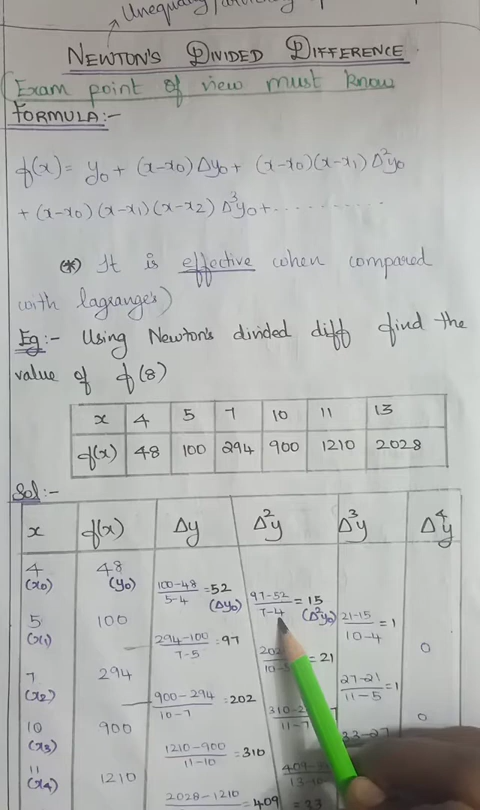 Unequal
NEWTON'S DIVIDED DIFFERENCE
Exam point of view must know
FORMULA:-
f(x) = y₀ + (x-x₀) Δy₀ + (x-x₀)(x-x₁) Δ²y₀
+ (x-x₀)(x-x₁)(x-x₂) Δ³y₀ + ..........
(*) It is effective when compared
with lagrange's)
Eg:- Using Newton's divided diff find the
value of f(8)
x 4 5 7 10 11 13
f(x) 48 100 294 900 1210 2028
Sol:-
x f(x) Δy Δ²y Δ³y Δ⁴y
4 48
(x₀) (y₀)
100-48/5-4 = 52
(Δy₀)
97-52/7-4 = 15
(Δ²y₀)
5 100
(x₁)
21-15/10-4 = 1
294-100/7-5 = 97
= 21
0
7 294
(x₂)
27-21/11-5 = 1
900-294/10-7 = 202
10 900
(x₃)
0
1210-900/11-10 = 310
33-27
11 1210
(x₄)
2028-1210
= 409
= 33